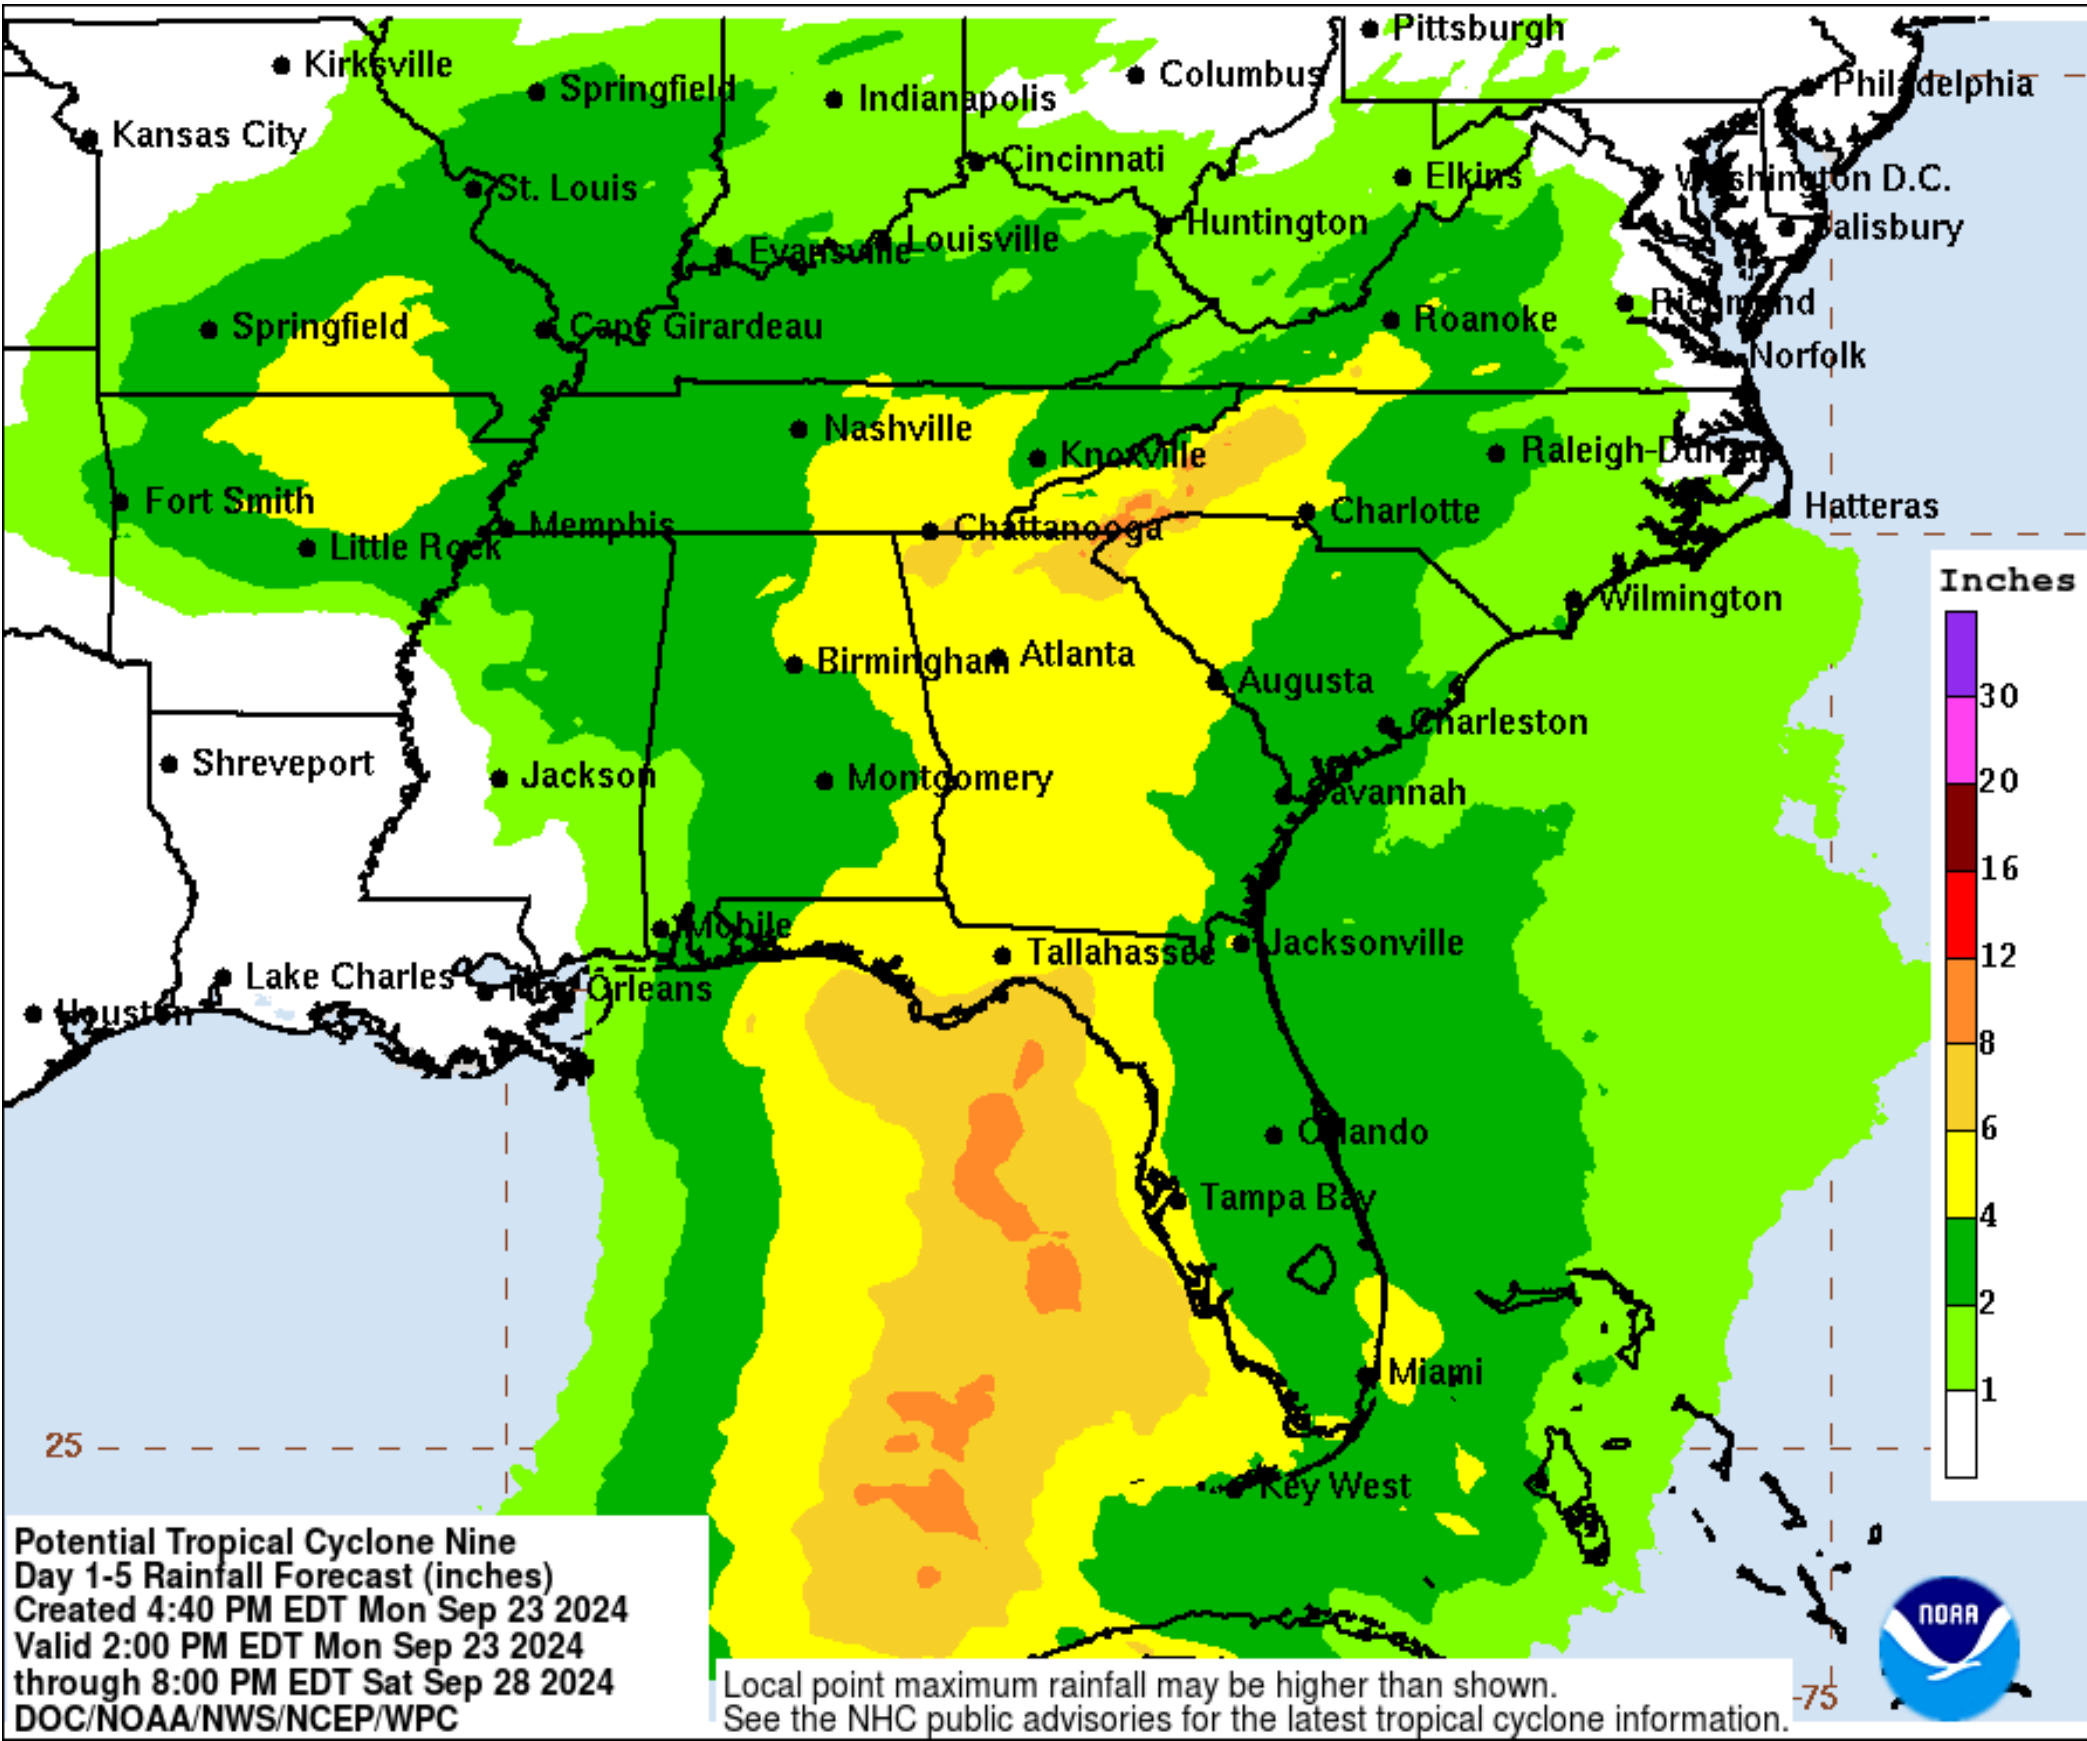 Pittsburgh
Kirksville
Columbus
Springfield
Indianapolis
Philadelphia
Kansas City
Cincinnati
Elkins
Washington D.C.
St. Louis
Huntington
Salisbury
Louisville
Evansville
Richmond
Springfield
Cape Girardeau
Roanoke
Norfolk
Nashville
Knoxville
Raleigh-Durham
Fort Smith
Hatteras
Charlotte
Memphis
Chattanooga
Little Rock
Inches
Wilmington
Birmingham
Atlanta
Augusta
30
Charleston
Shreveport
Jackson
Montgomery
20
Savannah
16
Mobile
Jacksonville
Tallahassee
12
Lake Charles
New Orleans
Houston
8
6
Orlando
Tampa Bay
4
2
Miami
1
25
Key West
Potential Tropical Cyclone Nine
Day 1-5 Rainfall Forecast (inches)
Created 4:40 PM EDT Mon Sep 23 2024
Valid 2:00 PM EDT Mon Sep 23 2024
through 8:00 PM EDT Sat Sep 28 2024
DOC/NOAA/NWS/NCEP/WPC
Local point maximum rainfall may be higher than shown.
See the NHC public advisories for the latest tropical cyclone information.
-75
NOAA